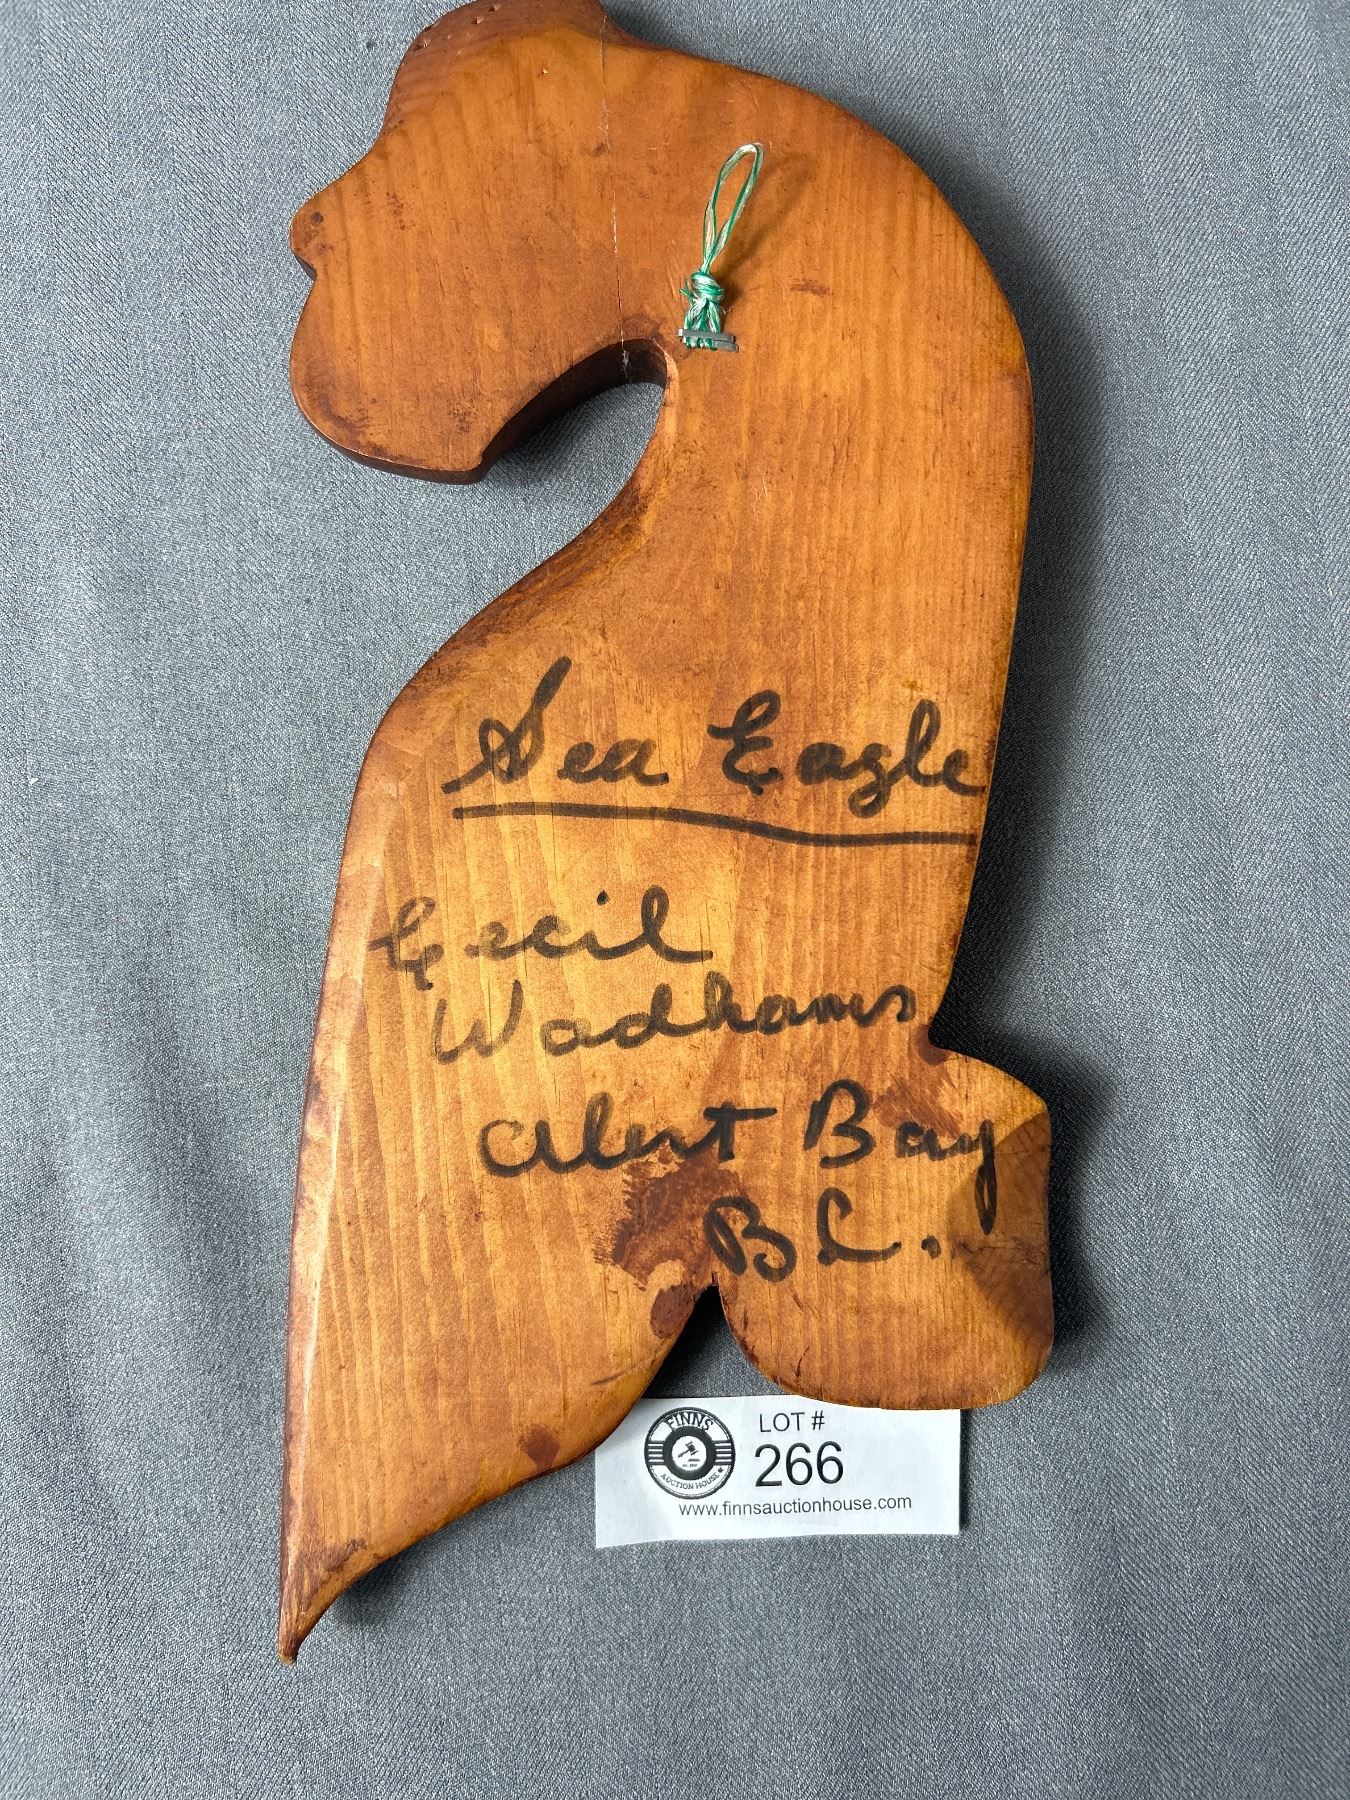 Sea Eagle
Cecil
Wadhams
Alert Bay
B.C.
FINNS
AUCTION HOUSE
LOT #
266
www.finnsauctionhouse.com